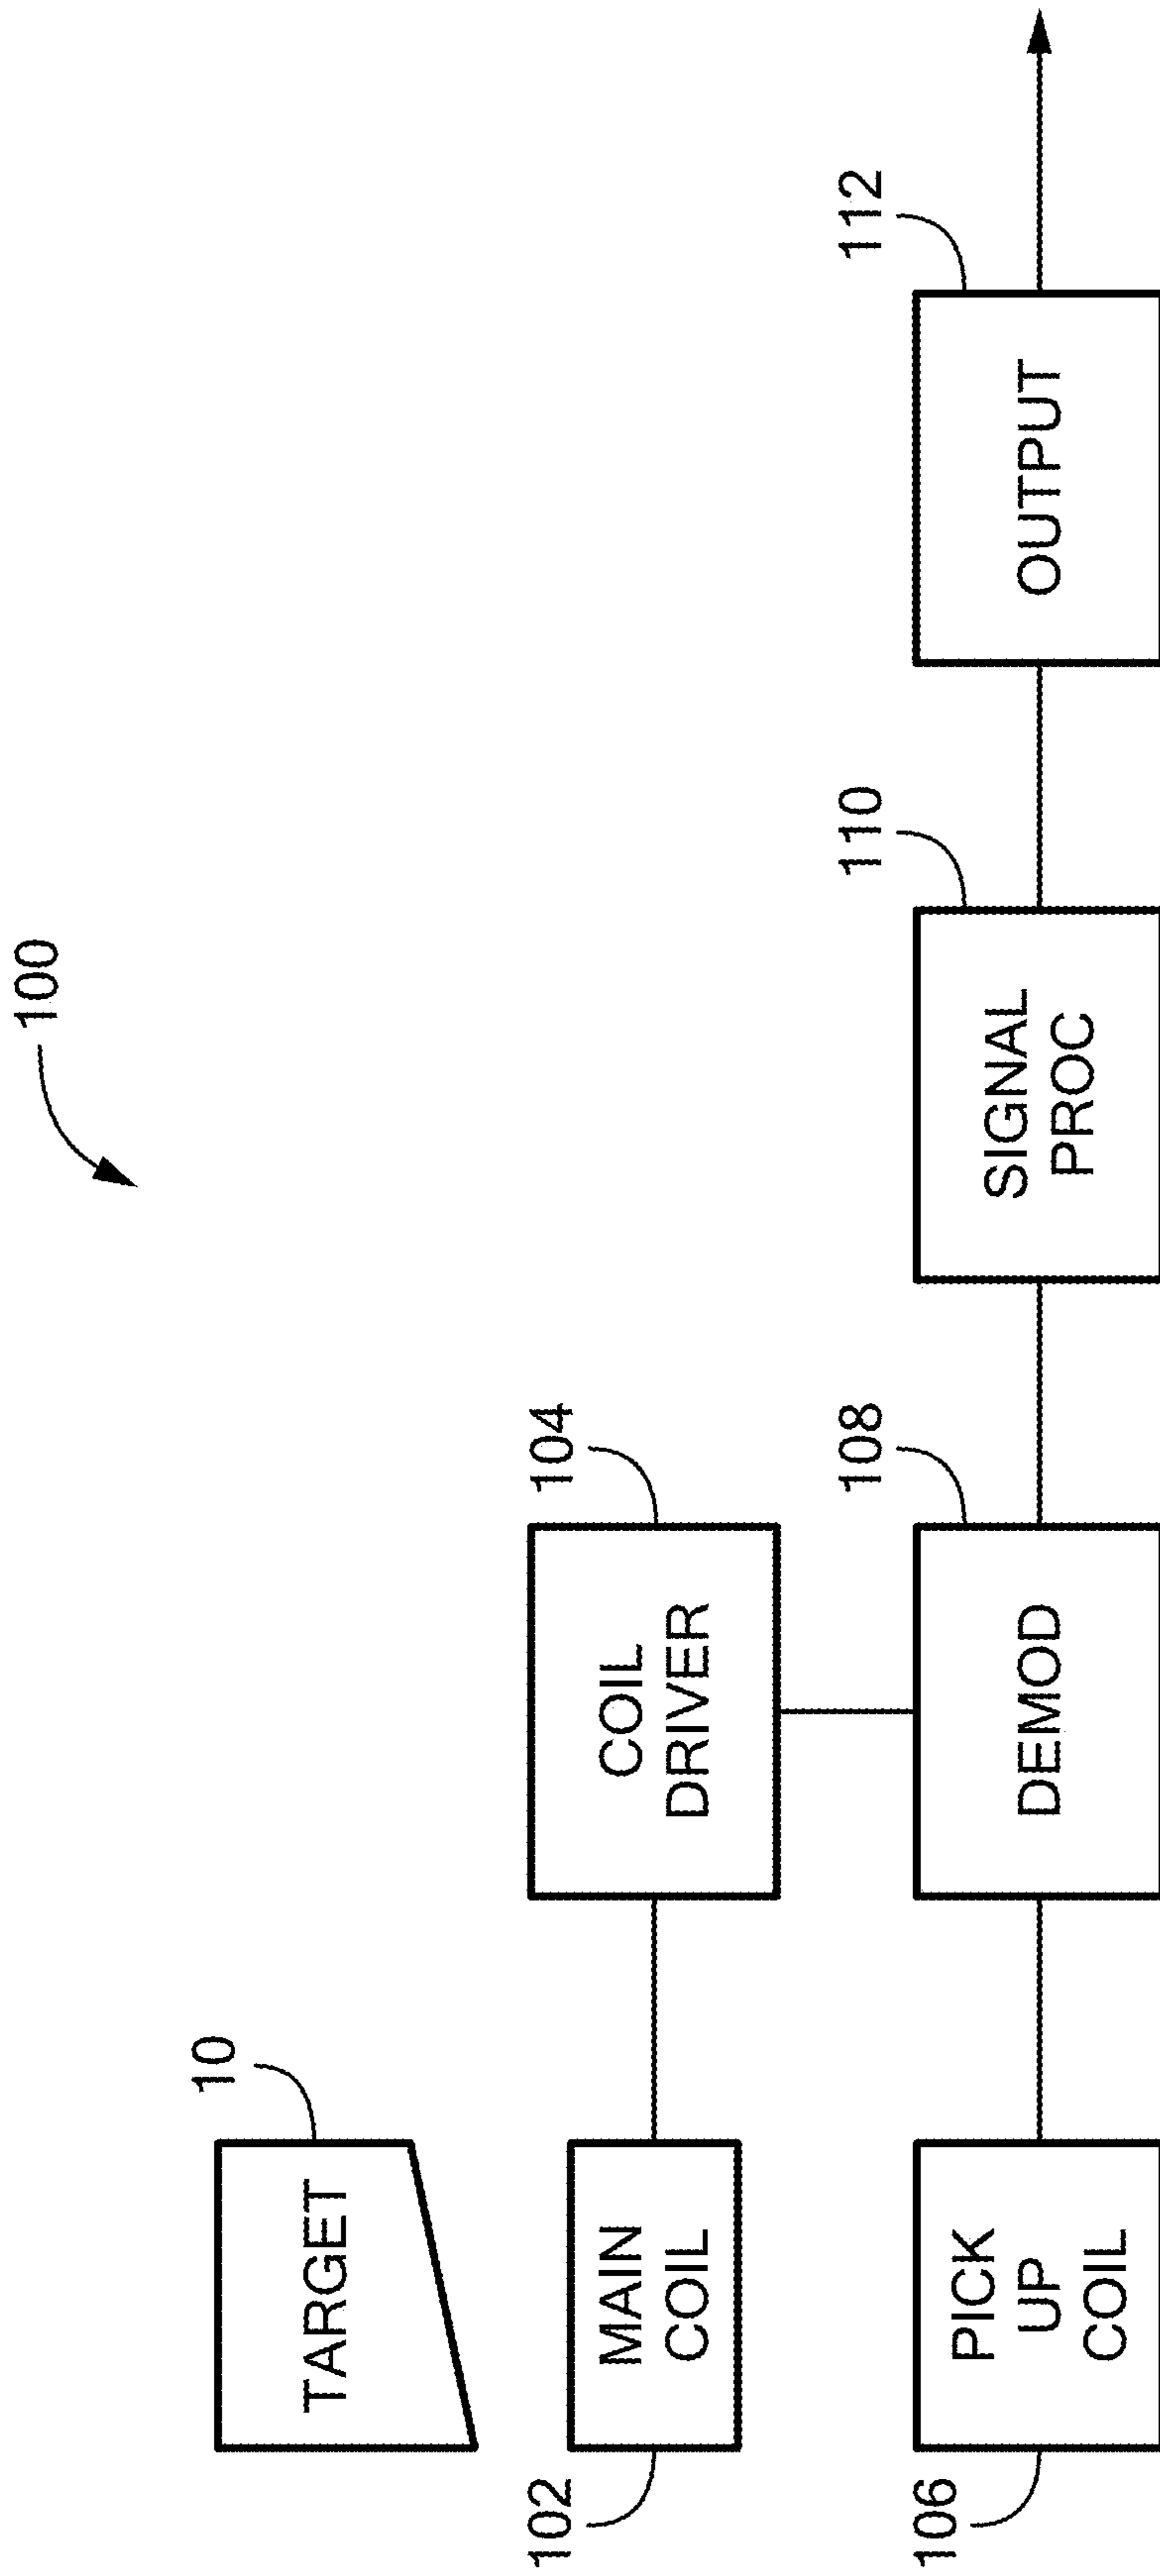 100
10
TARGET
102
MAIN
COIL
104
COIL
DRIVER
106
PICK
UP
COIL
108
DEMOD
110
SIGNAL
PROC
112
OUTPUT